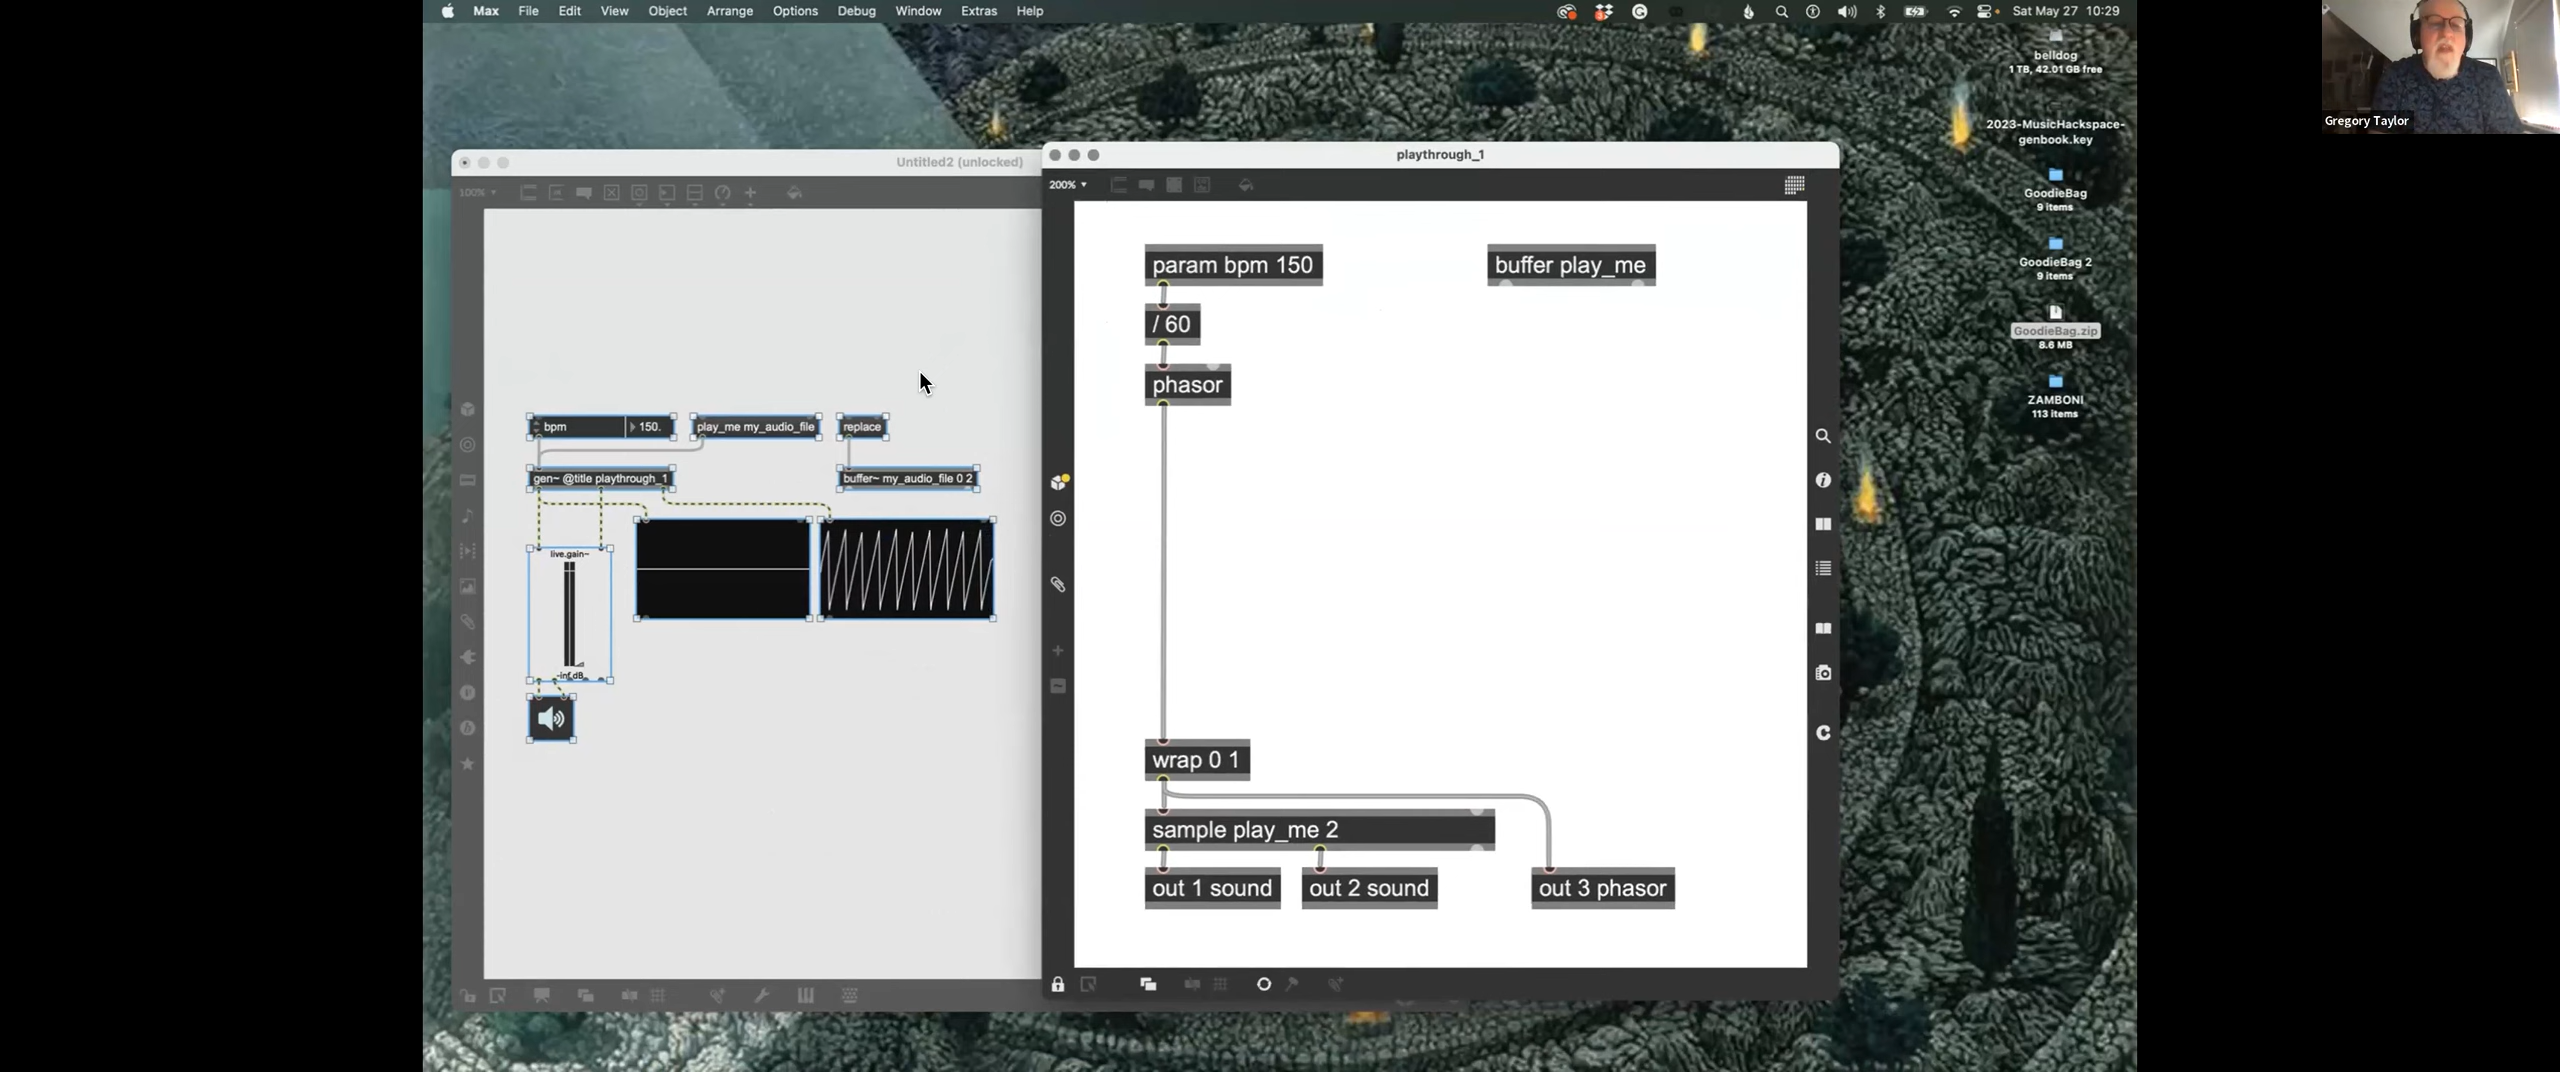 Max File Edit View Object Arrange Options Debug Window Extras Help
Sat May 27 10:29
belldog
1 TB, 42.01 GB free
2023-MusicHackspace-
genbook.key
GoodieBag
9 items
GoodieBag 2
9 items
GoodieBag.zip
8.6 MB
ZAMBONI
113 items
Gregory Taylor
Untitled2 (unlocked)
100%
bpm 150.
play_me my_audio_file
replace
gen~ @title playthrough_1
buffer~ my_audio_file 0 2
live.gain~
-inf dB
playthrough_1
200%
param bpm 150
buffer play_me
/ 60
phasor
wrap 0 1
sample play_me 2
out 1 sound
out 2 sound
out 3 phasor